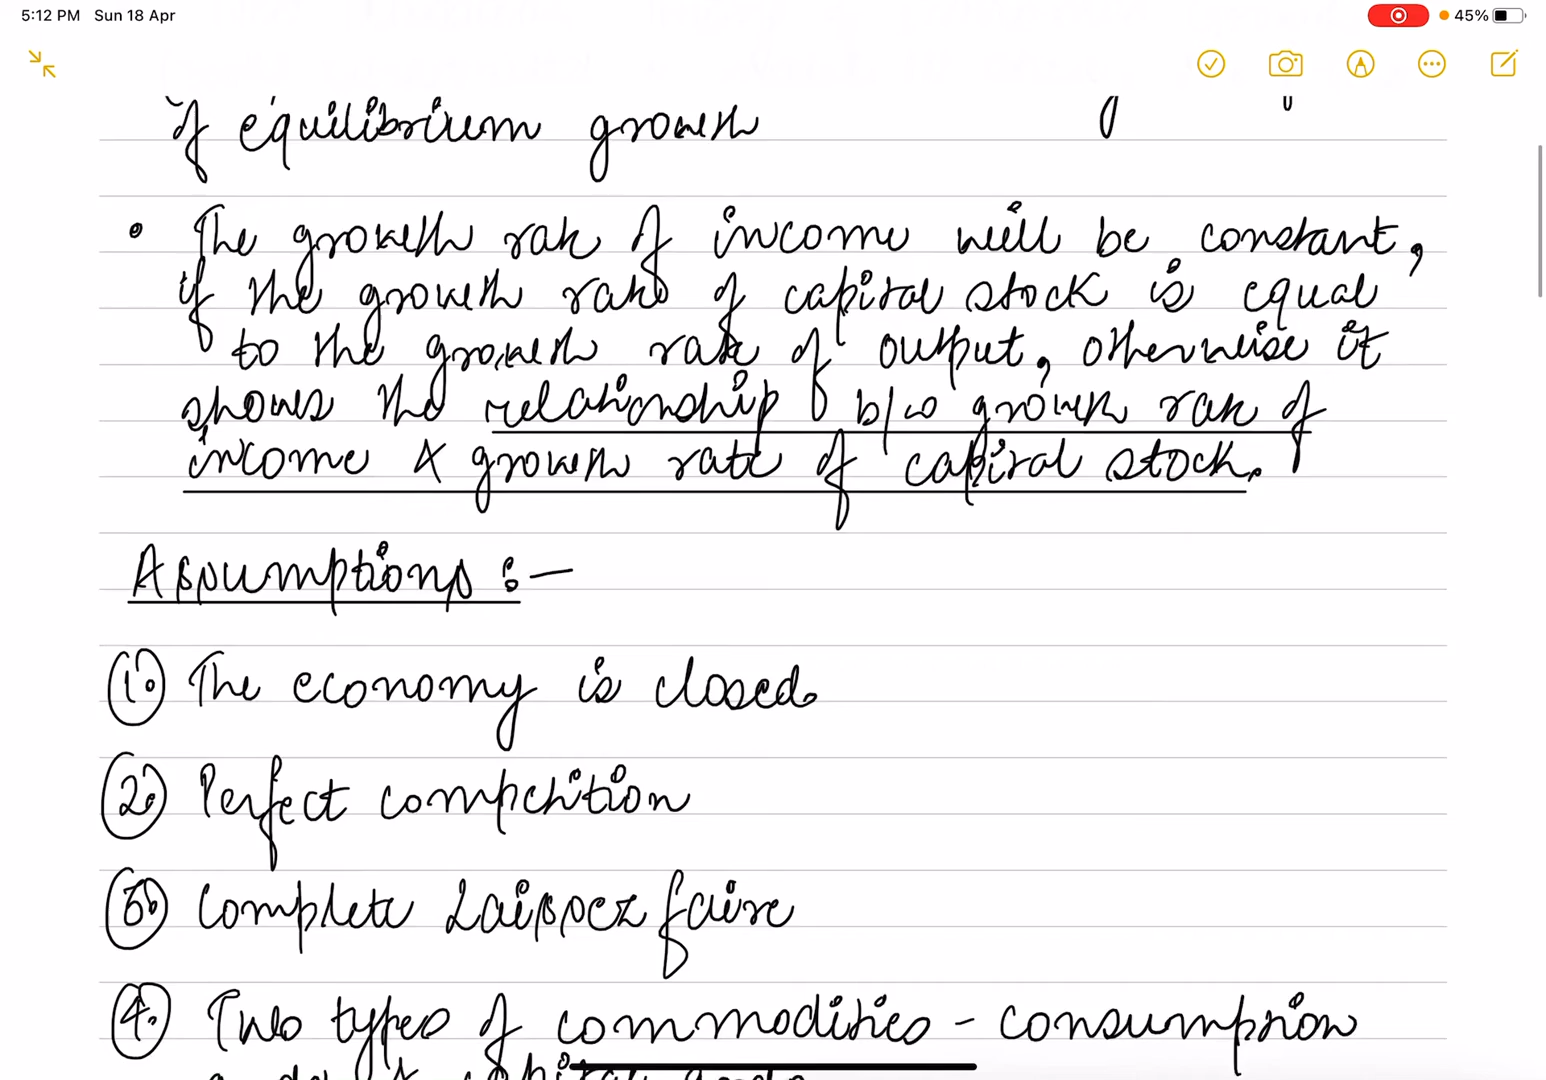 5:12 PM Sun 18 Apr
45%
of equilibrium growth
• The growth rate of income will be constant,
if the growth rate of capital stock is equal
to the growth rate of output, otherwise it
shows the relationship b/w growth rate of
income & growth rate of capital stock.
Assumptions :-
1. The economy is closed.
2. Perfect competition
3. Complete Laissez faire
4. Two types of commodities - consumption
capital goods